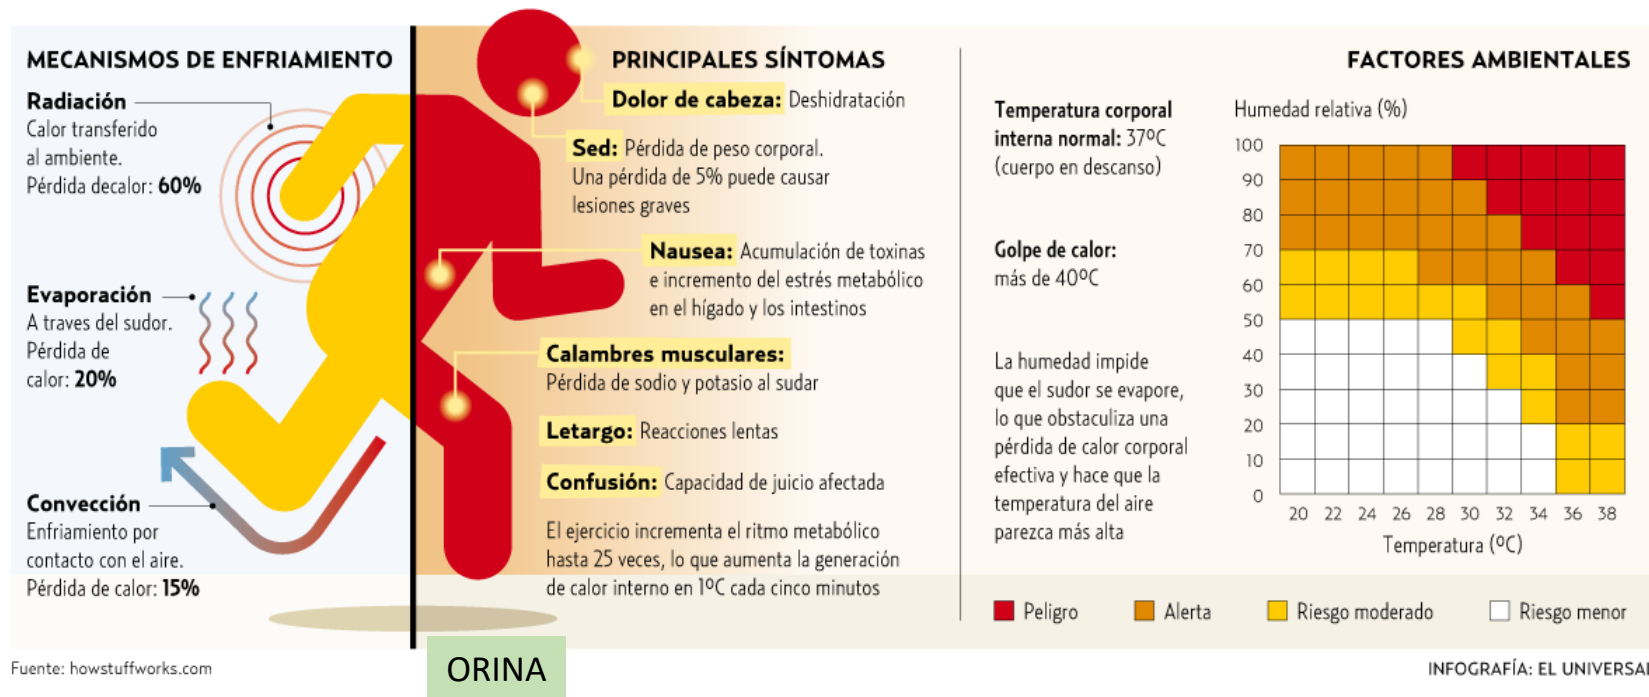 MECANISMOS DE ENFRIAMIENTO
Radiación
Calor transferido
al ambiente.
Pérdida decalor: 60%
Evaporación
A traves del sudor.
Pérdida de
calor: 20%
Convección
Enfriamiento por
contacto con el aire.
Pérdida de calor: 15%
PRINCIPALES SÍNTOMAS
Dolor de cabeza: Deshidratación
Sed: Pérdida de peso corporal.
Una pérdida de 5% puede causar
lesiones graves
Nausea: Acumulación de toxinas
e incremento del estrés metabólico
en el hígado y los intestinos
Calambres musculares:
Pérdida de sodio y potasio al sudar
Letargo: Reacciones lentas
Confusión: Capacidad de juicio afectada
El ejercicio incrementa el ritmo metabólico
hasta 25 veces, lo que aumenta la generación
de calor interno en 1ºC cada cinco minutos
FACTORES AMBIENTALES
Temperatura corporal
interna normal: 37ºC
(cuerpo en descanso)
Golpe de calor:
más de 40ºC
La humedad impide
que el sudor se evapore,
lo que obstaculiza una
pérdida de calor corporal
efectiva y hace que la
temperatura del aire
parezca más alta
Humedad relativa (%)
100
90
80
70
60
50
40
30
20
10
0
20 22 24 26 28 30 32 34 36 38
Temperatura (ºC)
Peligro Alerta Riesgo moderado Riesgo menor
Fuente: howstuffworks.com
ORINA
INFOGRAFÍA: EL UNIVERSAL